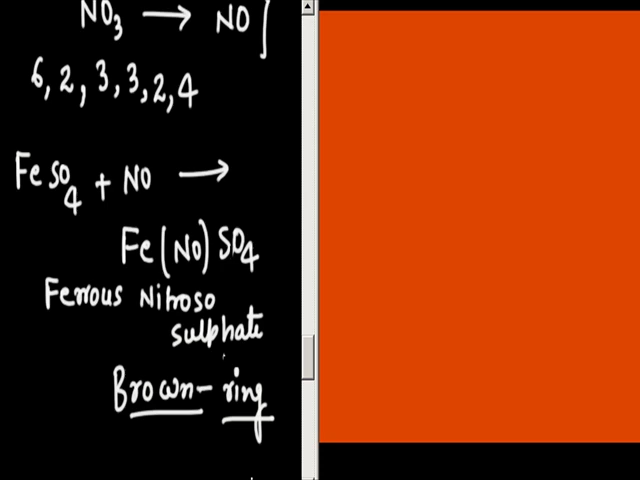 NO₃ → NO]
6, 2, 3, 3, 2, 4
FeSO₄ + NO →
Fe(NO)SO₄
Ferrous Nitroso
sulphate
Brown-ring